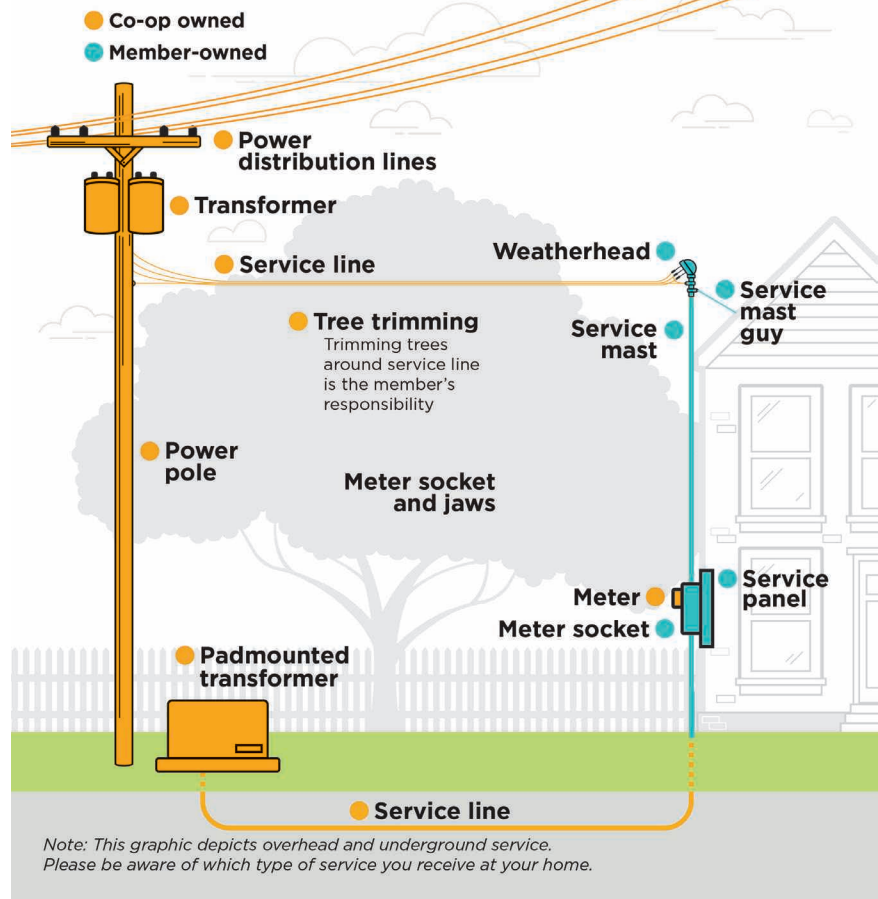 Co-op owned
Member-owned
Power
distribution lines
Transformer
Service line
Weatherhead
Service
mast
guy
Tree trimming
Trimming trees
around service line
is the member's
responsibility
Service
mast
Power
pole
Meter socket
and jaws
Service
panel
Meter
Meter socket
Padmounted
transformer
Service line
Note: This graphic depicts overhead and underground service.
Please be aware of which type of service you receive at your home.